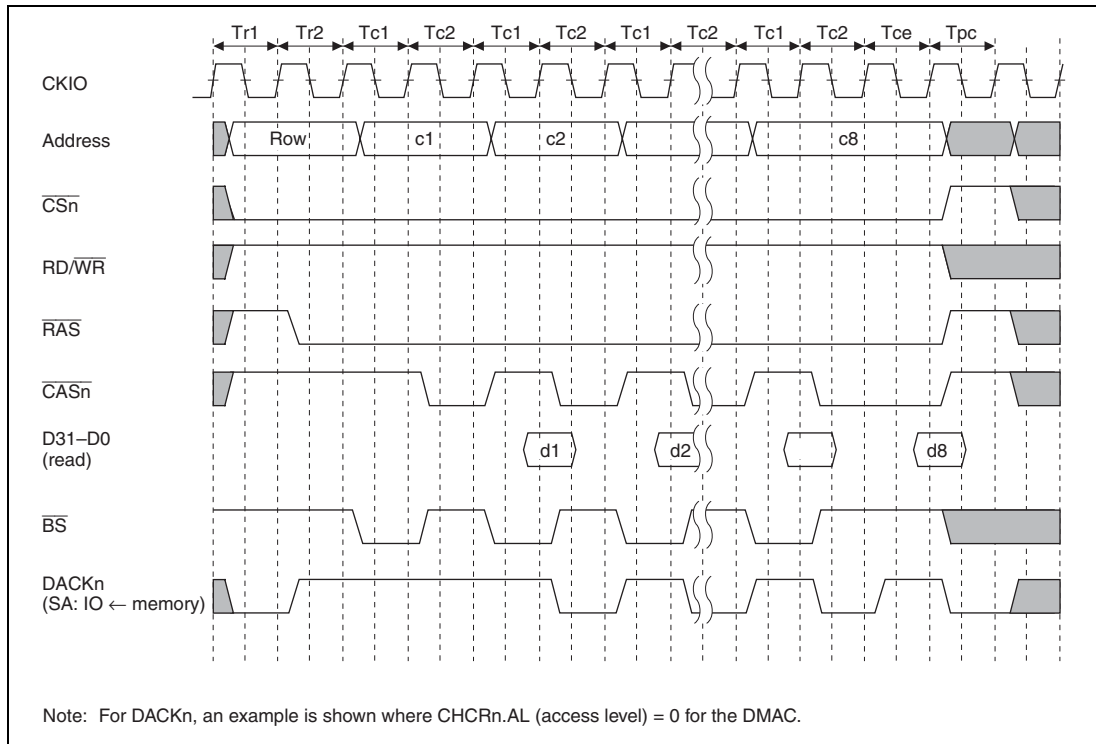 Tr1 Tr2 Tc1 Tc2 Tc1 Tc2 Tc1 Tc2 Tc1 Tc2 Tce Tpc
CKIO
Address Row c1 c2 c8
CSn
RD/WR
RAS
CASn
D31–D0
(read) d1 d2 d8
BS
DACKn
(SA: IO ← memory)
Note: For DACKn, an example is shown where CHCRn.AL (access level) = 0 for the DMAC.